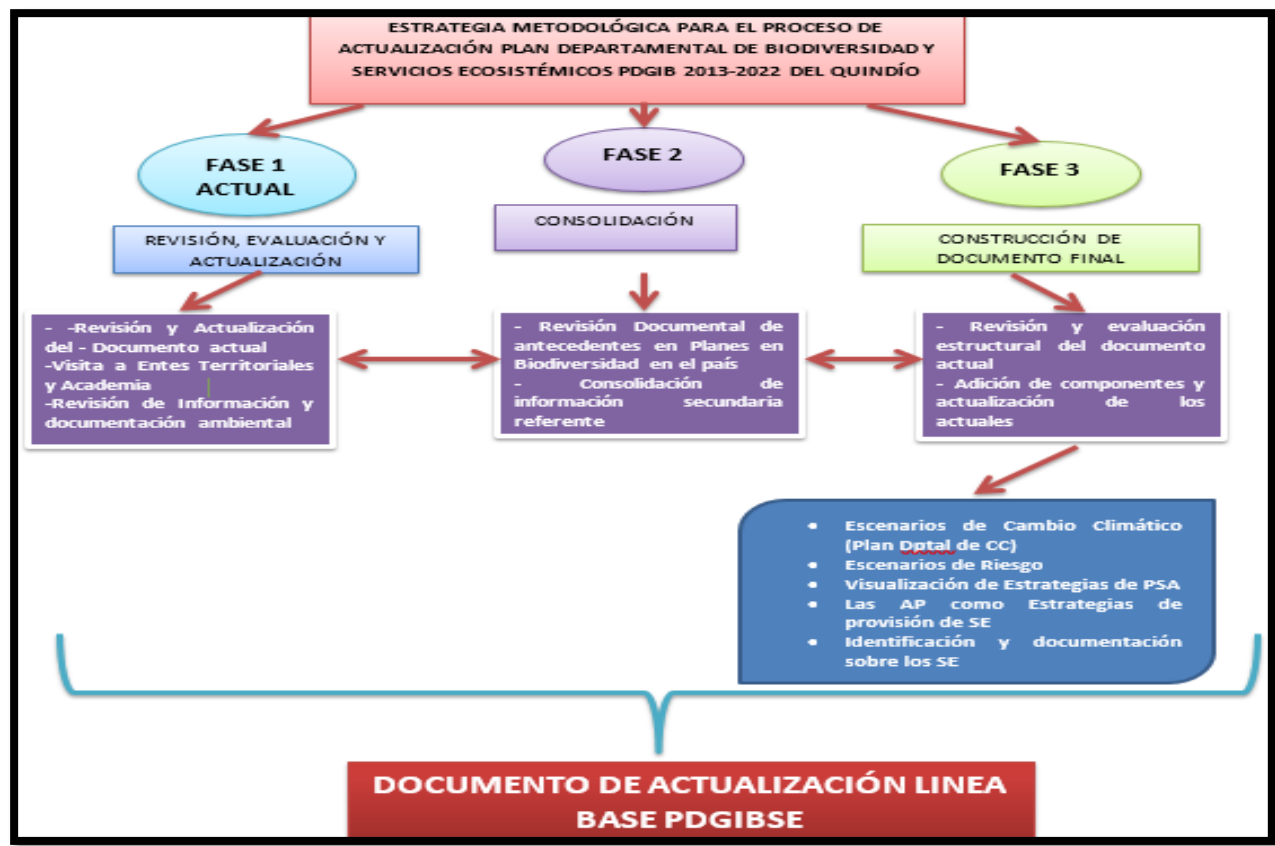 ESTRATEGIA METODOLÓGICA PARA EL PROCESO DE
ACTUALIZACIÓN PLAN DEPARTAMENTAL DE BIODIVERSIDAD Y
SERVICIOS ECOSISTÉMICOS PDGIB 2013-2022 DEL QUINDÍO
FASE 1
ACTUAL
REVISIÓN, EVALUACIÓN Y
ACTUALIZACIÓN
- -Revisión y Actualización
del - Documento actual
-Visita a Entes Territoriales
y Academia
-Revisión de Información y
documentación ambiental
FASE 2
CONSOLIDACIÓN
- Revisión Documental de
antecedentes en Planes en
Biodiversidad en el país
- Consolidación de
información secundaria
referente
FASE 3
CONSTRUCCIÓN DE
DOCUMENTO FINAL
- Revisión y evaluación
estructural del documento
actual
- Adición de componentes y
actualización de los
actuales
• Escenarios de Cambio Climático
(Plan Dptal de CC)
• Escenarios de Riesgo
• Visualización de Estrategias de PSA
• Las AP como Estrategias de
provisión de SE
• Identificación y documentación
sobre los SE
DOCUMENTO DE ACTUALIZACIÓN LINEA
BASE PDGIBSE